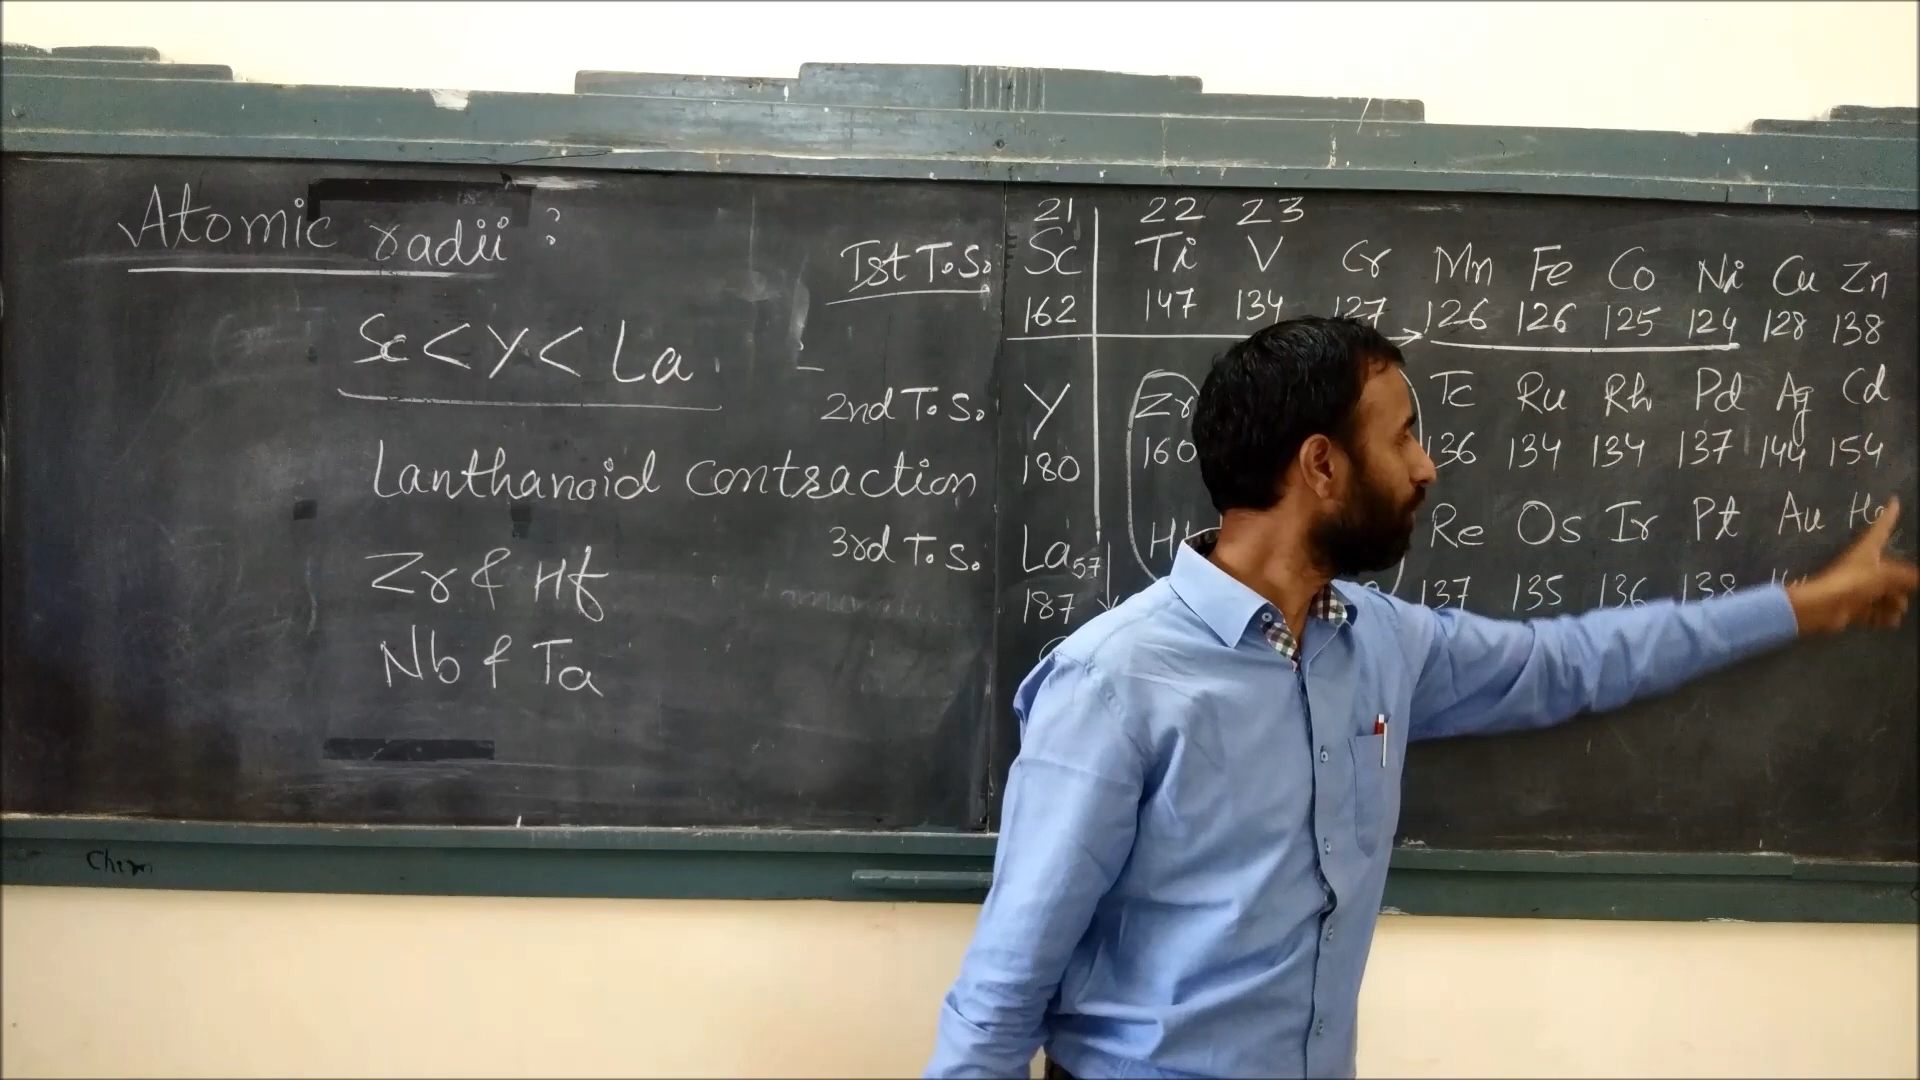 Atomic radii :
Sc < Y < La
Lanthanoid contraction
Zr & Hf
Nb & Ta
21 22 23
Ist T.S. Sc Ti V Cr Mn Fe Co Ni Cu Zn
162 147 134 127 126 126 125 124 128 138
2nd T.S. Y Zr Tc Ru Rh Pd Ag Cd
180 160 136 134 134 137 144 154
3rd T.S. La57 Re Os Ir Pt Au
187 137 135 136 138
Chem